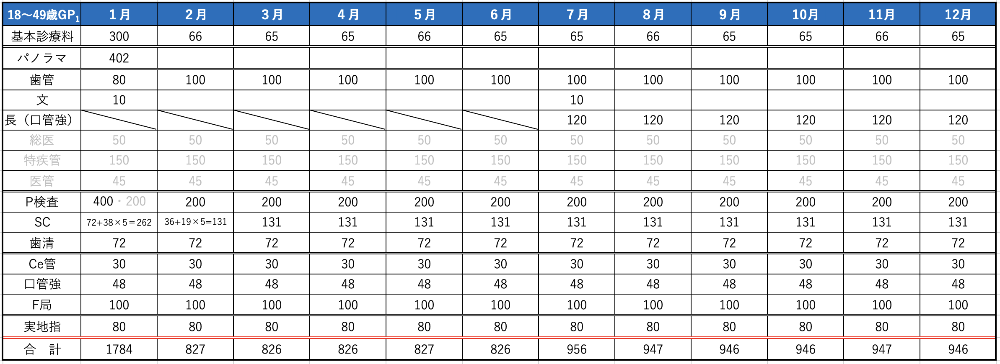 18～49歳GP1 1月 2月 3月 4月 5月 6月 7月 8月 9月 10月 11月 12月
基本診療料 300 66 65 65 66 65 65 66 65 65 66 65
パノラマ 402
歯管 80 100 100 100 100 100 100 100 100 100 100 100
文 10 10
長（口管強） 120 120 120 120 120 120
総医 50 50 50 50 50 50 50 50 50 50 50 50
特疾管 150 150 150 150 150 150 150 150 150 150 150 150
医管 45 45 45 45 45 45 45 45 45 45 45 45
P検査 400・200 200 200 200 200 200 200 200 200 200 200 200
SC 72+38×5=262 36+19×5=131 131 131 131 131 131 131 131 131 131 131
歯清 72 72 72 72 72 72 72 72 72 72 72 72
Ce管 30 30 30 30 30 30 30 30 30 30 30 30
口管強 48 48 48 48 48 48 48 48 48 48 48 48
F局 100 100 100 100 100 100 100 100 100 100 100 100
実地指 80 80 80 80 80 80 80 80 80 80 80 80
合　計 1784 827 826 826 827 826 956 947 946 946 947 946